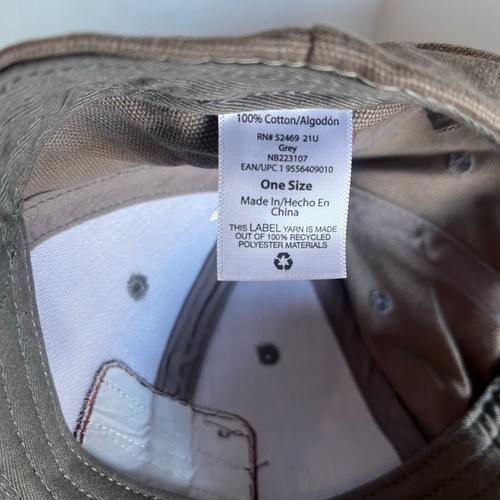 100% Cotton/Algodón
RN# 52469 21U
Grey
NB223107
EAN/UPC.1 9556409010
One Size
Made In/Hecho En
China
THIS LABEL YARN IS MADE
OUT OF 100% RECYCLED
POLYESTER MATERIALS